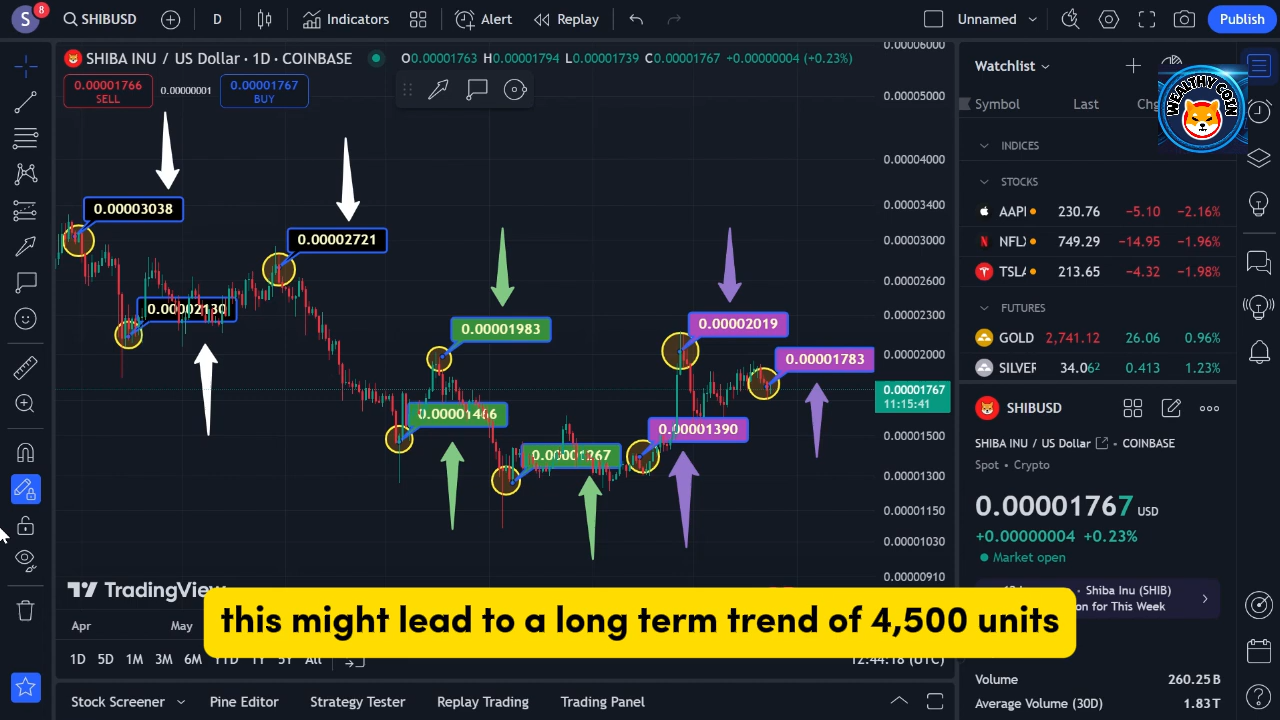 S
8
SHIBUSD
D
Indicators
Alert
Replay
Unnamed
Publish
SHIBA INU / US Dollar · 1D · COINBASE
O0.00001763 H0.00001794 L0.00001739 C0.00001767 +0.00000004 (+0.23%)
0.00001766
SELL
0.00000001
0.00001767
BUY
0.00003038
0.00002721
0.00002130
0.00001983
0.00001466
0.00001267
0.00001390
0.00002019
0.00001783
0.00006000
0.00005000
0.00004000
0.00003400
0.00003000
0.00002600
0.00002300
0.00002000
0.00001767
11:15:41
0.00001500
0.00001300
0.00001150
0.00001030
0.00000910
TradingView
this might lead to a long term trend of 4,500 units
Apr
May
1D 5D 1M 3M 6M YTD 1Y 5Y All
12:44:18 (UTC)
Stock Screener
Pine Editor
Strategy Tester
Replay Trading
Trading Panel
Watchlist
WEALTHY COIN
Symbol Last Chg
INDICES
STOCKS
AAPL 230.76 −5.10 −2.16%
NFLX 749.29 −14.95 −1.96%
TSLA 213.65 −4.32 −1.98%
FUTURES
GOLD 2,741.12 26.06 0.96%
SILVER 34.062 0.413 1.23%
SHIBUSD
SHIBA INU / US Dollar COINBASE
Spot • Crypto
0.00001767 USD
+0.00000004 +0.23%
Market open
Shiba Inu (SHIB)
on for This Week
Volume 260.25B
Average Volume (30D) 1.83T